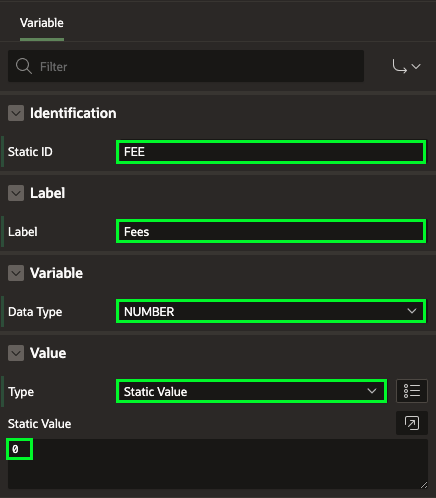 Variable
Filter
Identification
Static ID FEE
Label
Label Fees
Variable
Data Type NUMBER
Value
Type Static Value
Static Value
0